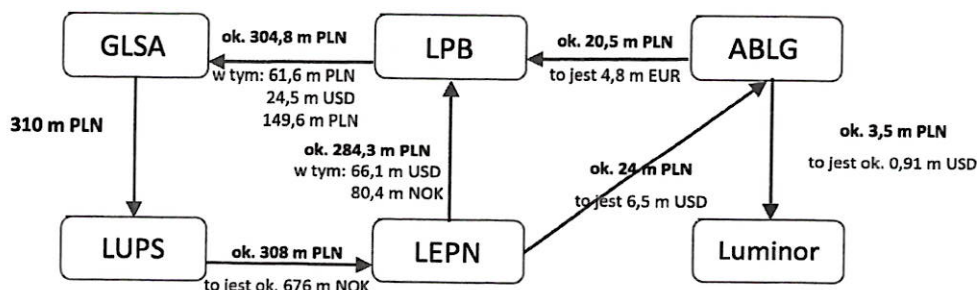 GLSA
ok. 304,8 m PLN
w tym: 61,6 m PLN
24,5 m USD
149,6 m PLN
LPB
ok. 20,5 m PLN
to jest 4,8 m EUR
ABLG
310 m PLN
ok. 284,3 m PLN
w tym: 66,1 m USD
80,4 m NOK
ok. 24 m PLN
to jest 6,5 m USD
ok. 3,5 m PLN
to jest ok. 0,91 m USD
LUPS
ok. 308 m PLN
to jest ok. 676 m NOK
LEPN
Luminor